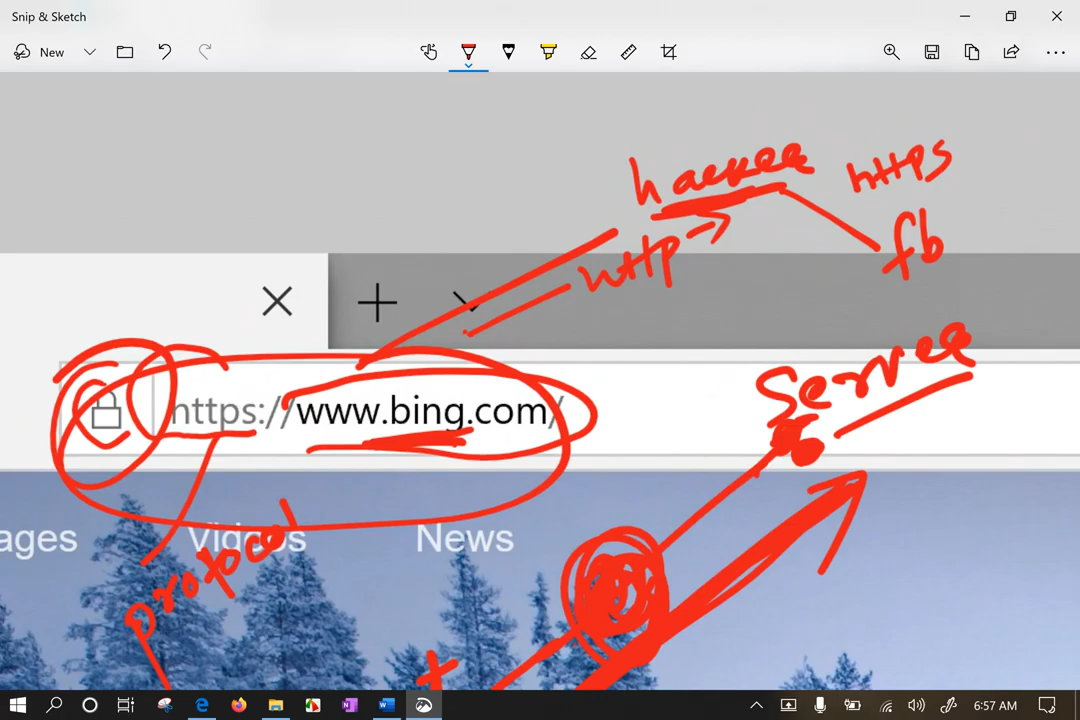 Snip & Sketch
New
hacker
https
http
fb
https://www.bing.com/
Server
ages Videos News
protocol
6:57 AM